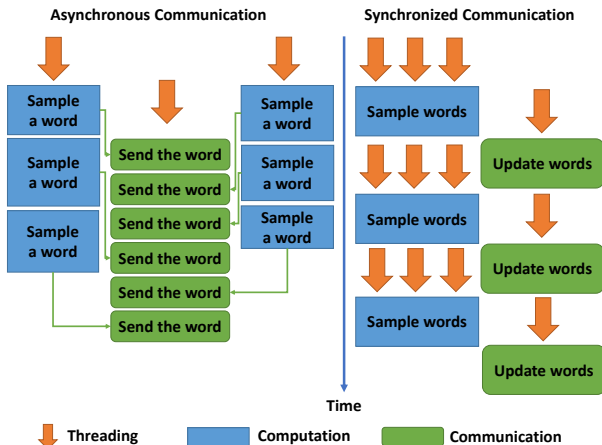 Asynchronous Communication
Synchronized Communication
Sample
a word
Sample
a word
Sample
a word
Send the word
Send the word
Send the word
Send the word
Send the word
Send the word
Sample
a word
Sample
a word
Sample
a word
Sample words
Update words
Sample words
Update words
Sample words
Update words
Time
Threading
Computation
Communication